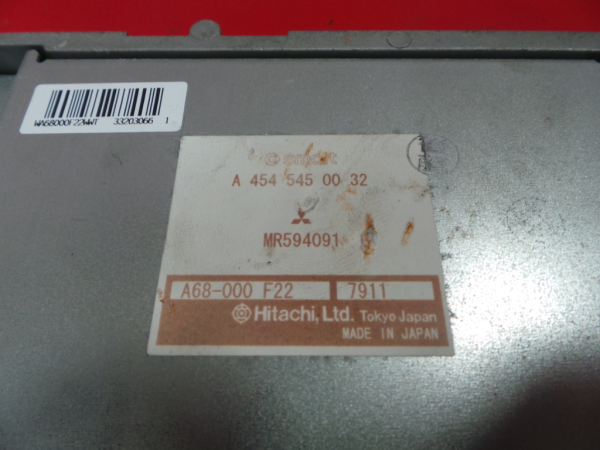 WA68000F22WWT 33203066 1
smart
A 454 545 00 32
MR594091
A68-000 F22 7911
Hitachi, Ltd. Tokyo Japan
MADE IN JAPAN